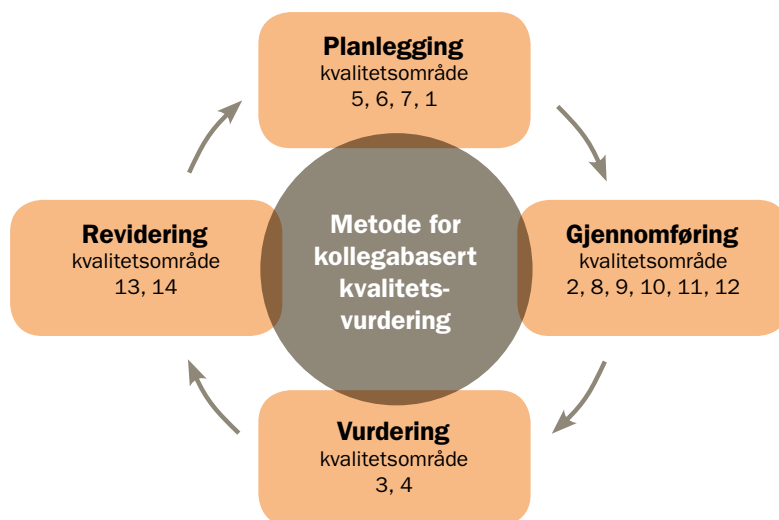 Planlegging
kvalitetsområde
5, 6, 7, 1
Revidering
kvalitetsområde
13, 14
Metode for
kollegabasert
kvalitets-
vurdering
Gjennomføring
kvalitetsområde
2, 8, 9, 10, 11, 12
Vurdering
kvalitetsområde
3, 4